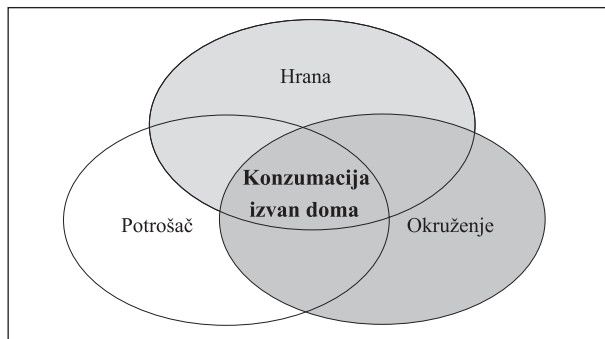 Hrana
Konzumacija
izvan doma
Potrošač
Okruženje